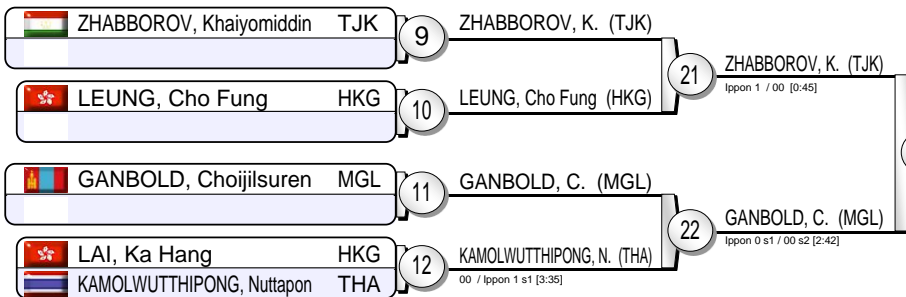 ZHABBOROV, Khaiyomiddin TJK
9
ZHABBOROV, K. (TJK)
21
ZHABBOROV, K. (TJK)
Ippon 1 / 00 [0:45]
LEUNG, Cho Fung HKG
10
LEUNG, Cho Fung (HKG)
GANBOLD, Choijilsuren MGL
11
GANBOLD, C. (MGL)
22
GANBOLD, C. (MGL)
Ippon 0 s1 / 00 s2 [2:42]
LAI, Ka Hang HKG
KAMOLWUTTHIPONG, Nuttapon THA
12
KAMOLWUTTHIPONG, N. (THA)
00 / Ippon 1 s1 [3:35]